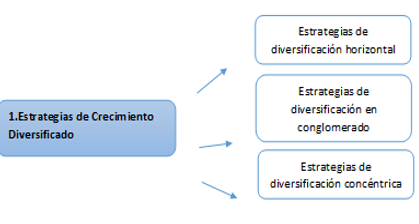 1.Estrategias de Crecimiento
Diversificado
Estrategias de
diversificación horizontal
Estrategias de
diversificación en
conglomerado
Estrategias de
diversificación concéntrica